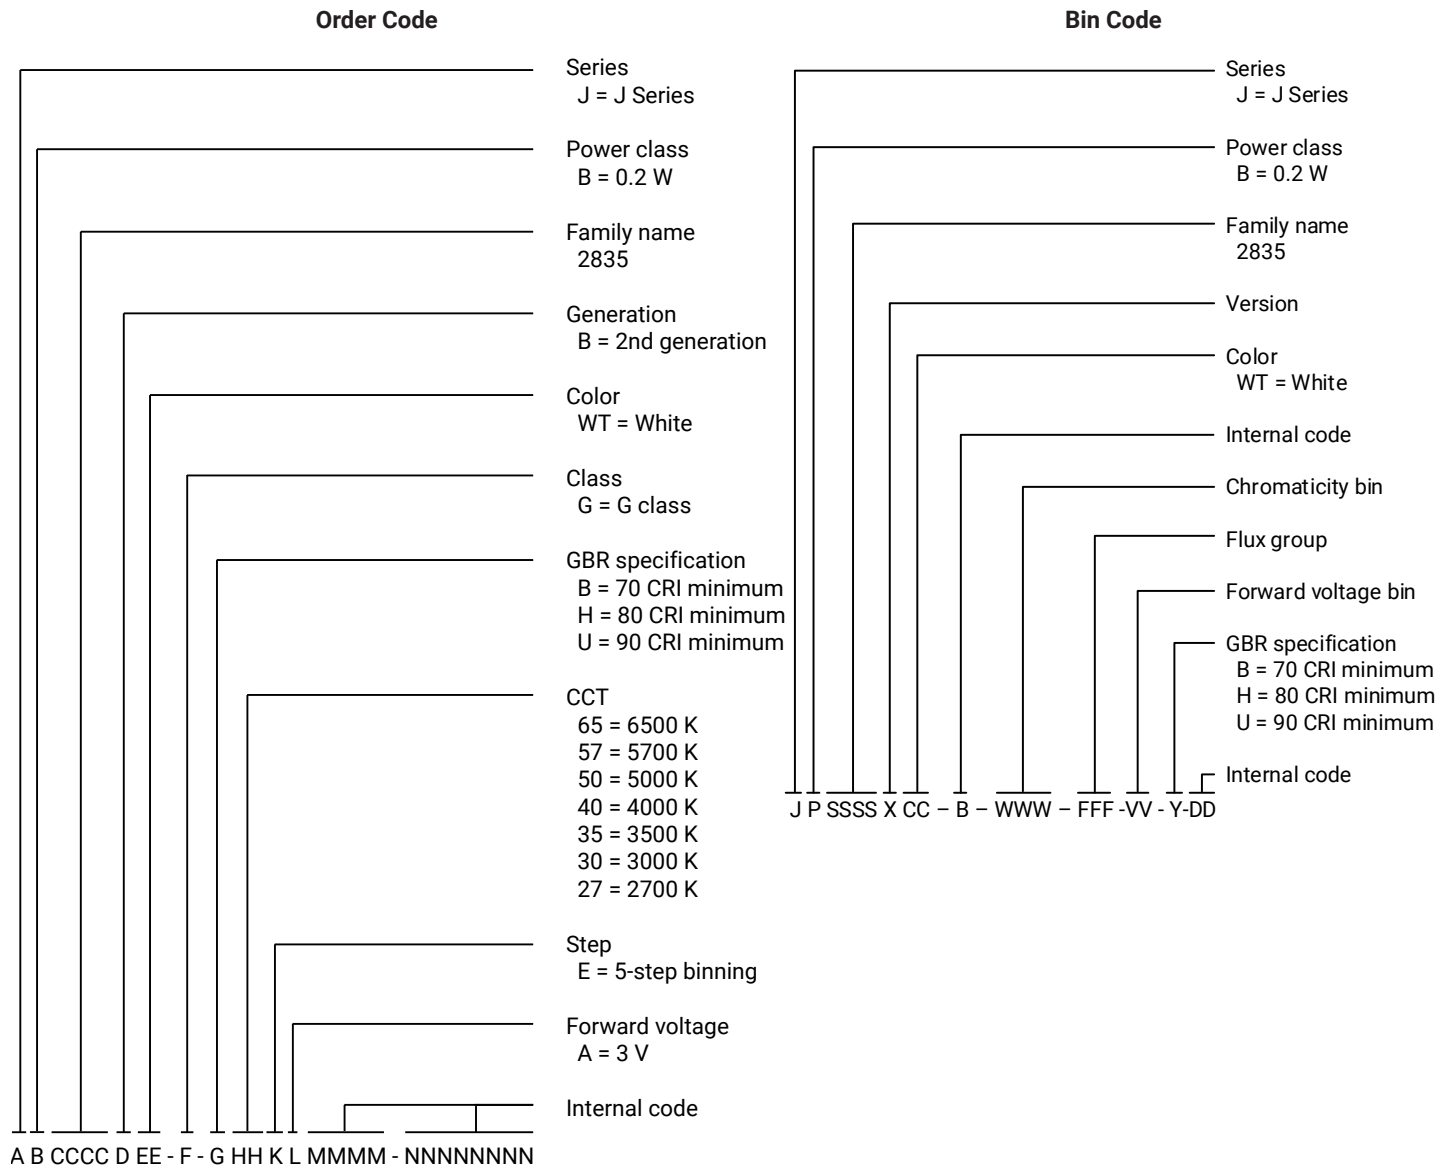 Order Code
Series
J = J Series
Power class
B = 0.2 W
Family name
2835
Generation
B = 2nd generation
Color
WT = White
Class
G = G class
GBR specification
B = 70 CRI minimum
H = 80 CRI minimum
U = 90 CRI minimum
CCT
65 = 6500 K
57 = 5700 K
50 = 5000 K
40 = 4000 K
35 = 3500 K
30 = 3000 K
27 = 2700 K
Step
E = 5-step binning
Forward voltage
A = 3 V
Internal code
A B CCCC D EE - F - G HH K L MMMM - NNNNNNNN
Bin Code
Series
J = J Series
Power class
B = 0.2 W
Family name
2835
Version
Color
WT = White
Internal code
Chromaticity bin
Flux group
Forward voltage bin
GBR specification
B = 70 CRI minimum
H = 80 CRI minimum
U = 90 CRI minimum
Internal code
J P SSSS X CC – B – WWW – FFF -VV - Y-DD